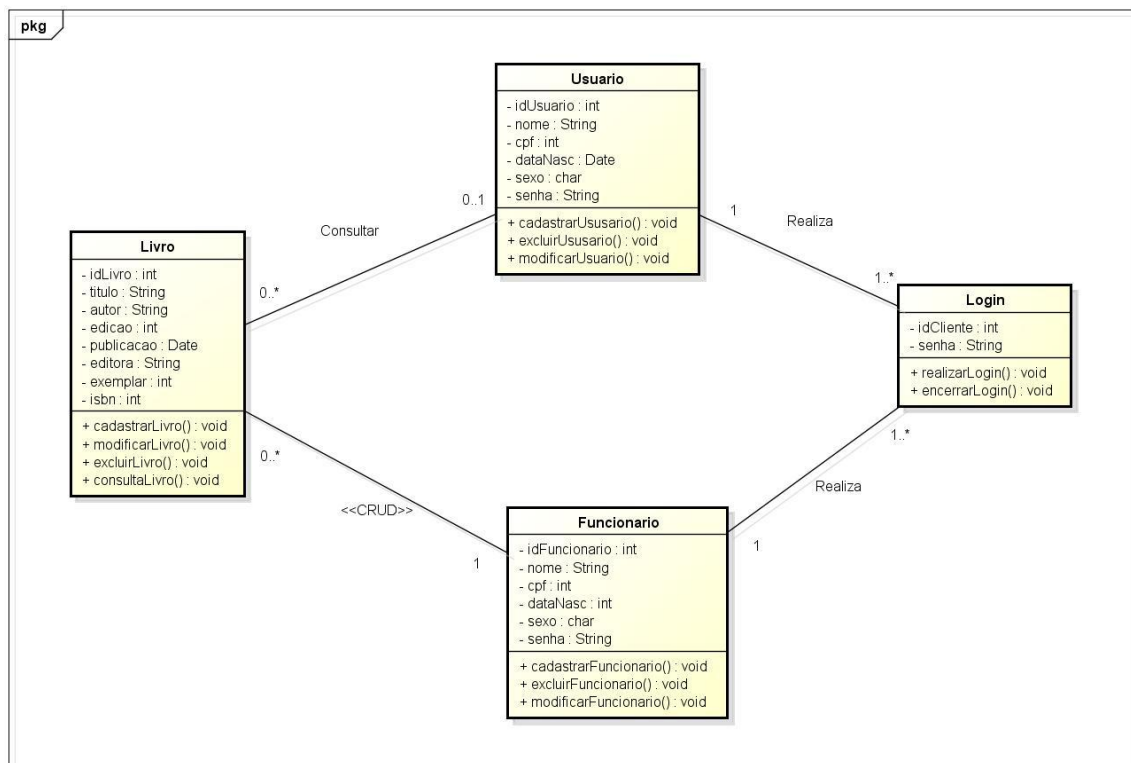 pkg
Usuario
- idUsuario : int
- nome : String
- cpf : int
- dataNasc : Date
- sexo : char
- senha : String
+ cadastrarUsusario() : void
+ excluirUsusario() : void
+ modificarUsuario() : void
0..1
Consultar
0..*
1
Realiza
1..*
Livro
- idLivro : int
- titulo : String
- autor : String
- edicao : int
- publicacao : Date
- editora : String
- exemplar : int
- isbn : int
+ cadastrarLivro() : void
+ modificarLivro() : void
+ excluirLivro() : void
+ consultaLivro() : void
Login
- idCliente : int
- senha : String
+ realizarLogin() : void
+ encerrarLogin() : void
0..*
<<CRUD>>
1
1..*
Realiza
1
Funcionario
- idFuncionario : int
- nome : String
- cpf : int
- dataNasc : int
- sexo : char
- senha : String
+ cadastrarFuncionario() : void
+ excluirFuncionario() : void
+ modificarFuncionario() : void